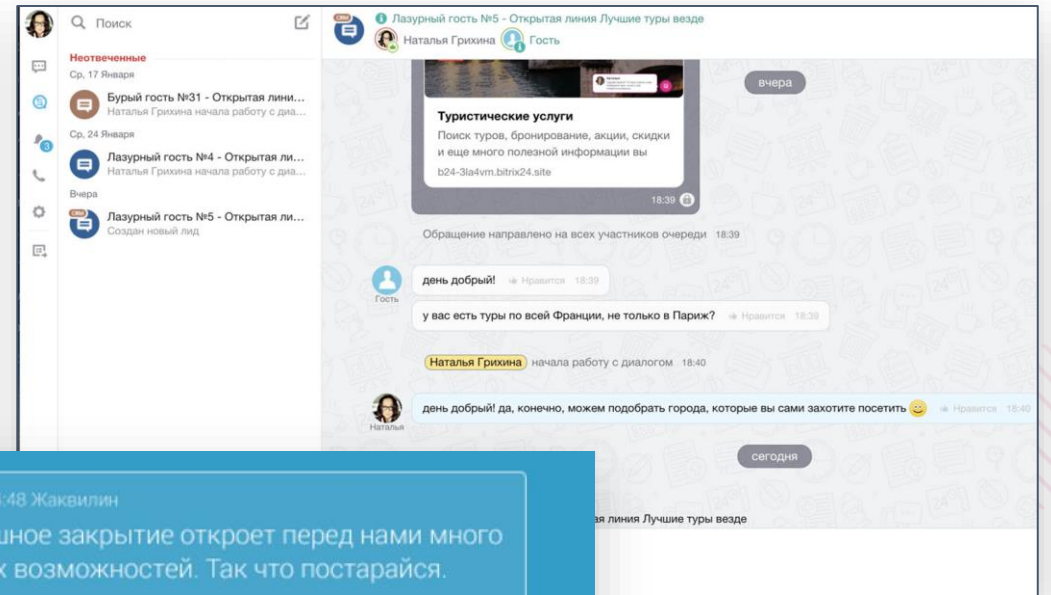 Поиск
Неотвеченные
Ср, 17 Января
Бурый гость №31 - Открытая лини...
Наталья Грихина начала работу с диа...
Ср, 24 Января
Лазурный гость №4 - Открытая ли...
Наталья Грихина начала работу с диа...
Вчера
CRM
Лазурный гость №5 - Открытая ли...
Создан новый лид
3
CRM
Лазурный гость №5 - Открытая линия Лучшие туры везде
Наталья Грихина Гость
вчера
Туристические услуги
Поиск туров, бронирование, акции, скидки
и еще много полезной информации вы
b24-3la4vm.bitrix24.site
18:39
Обращение направлено на всех участников очереди 18:39
день добрый! Нравится 18:39
Гость
у вас есть туры по всей Франции, не только в Париж? Нравится 18:39
Наталья Грихина начала работу с диалогом 18:40
день добрый! да, конечно, можем подобрать города, которые вы сами захотите посетить Нравится 18:40
Наталья
сегодня
линия Лучшие туры везде
:48 Жаквилин
шное закрытие откроет перед нами много
х возможностей. Так что постарайся.